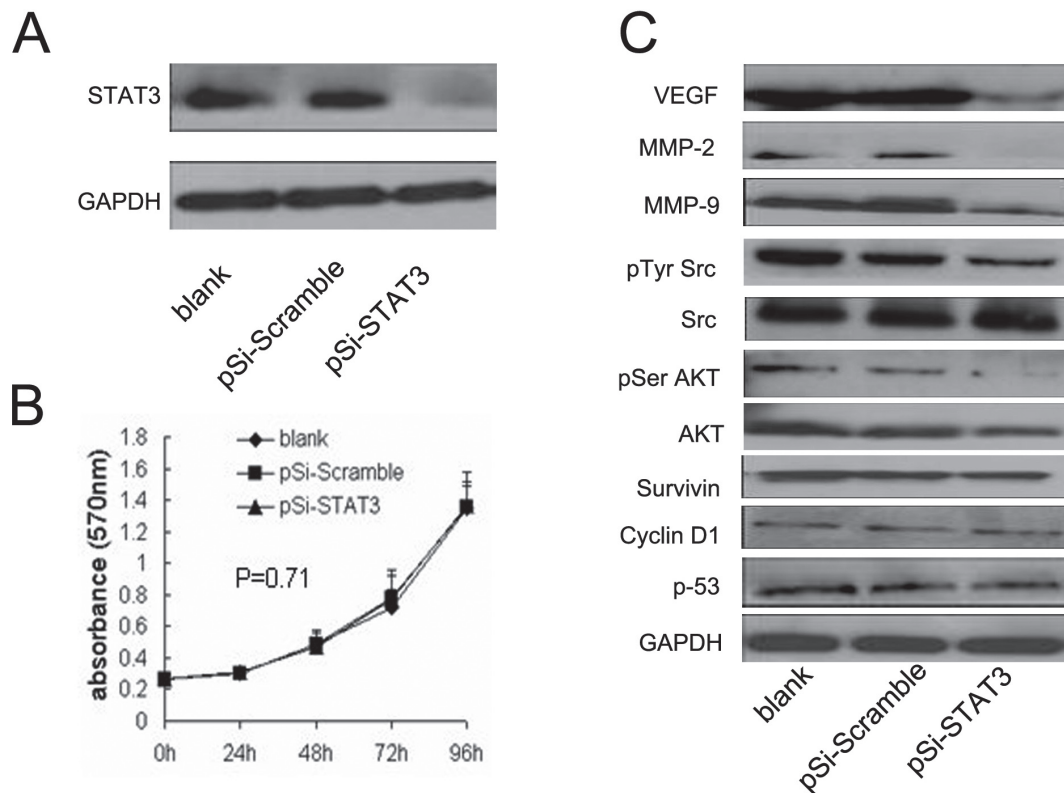 A
STAT3
GAPDH
blank
pSi-Scramble
pSi-STAT3
B
absorbance (570nm)
1.8
1.6
1.4
1.2
1
0.8
0.6
0.4
0.2
0
blank
pSi-Scramble
pSi-STAT3
P=0.71
0h 24h 48h 72h 96h
C
VEGF
MMP-2
MMP-9
pTyr Src
Src
pSer AKT
AKT
Survivin
Cyclin D1
p-53
GAPDH
blank
pSi-Scramble
pSi-STAT3